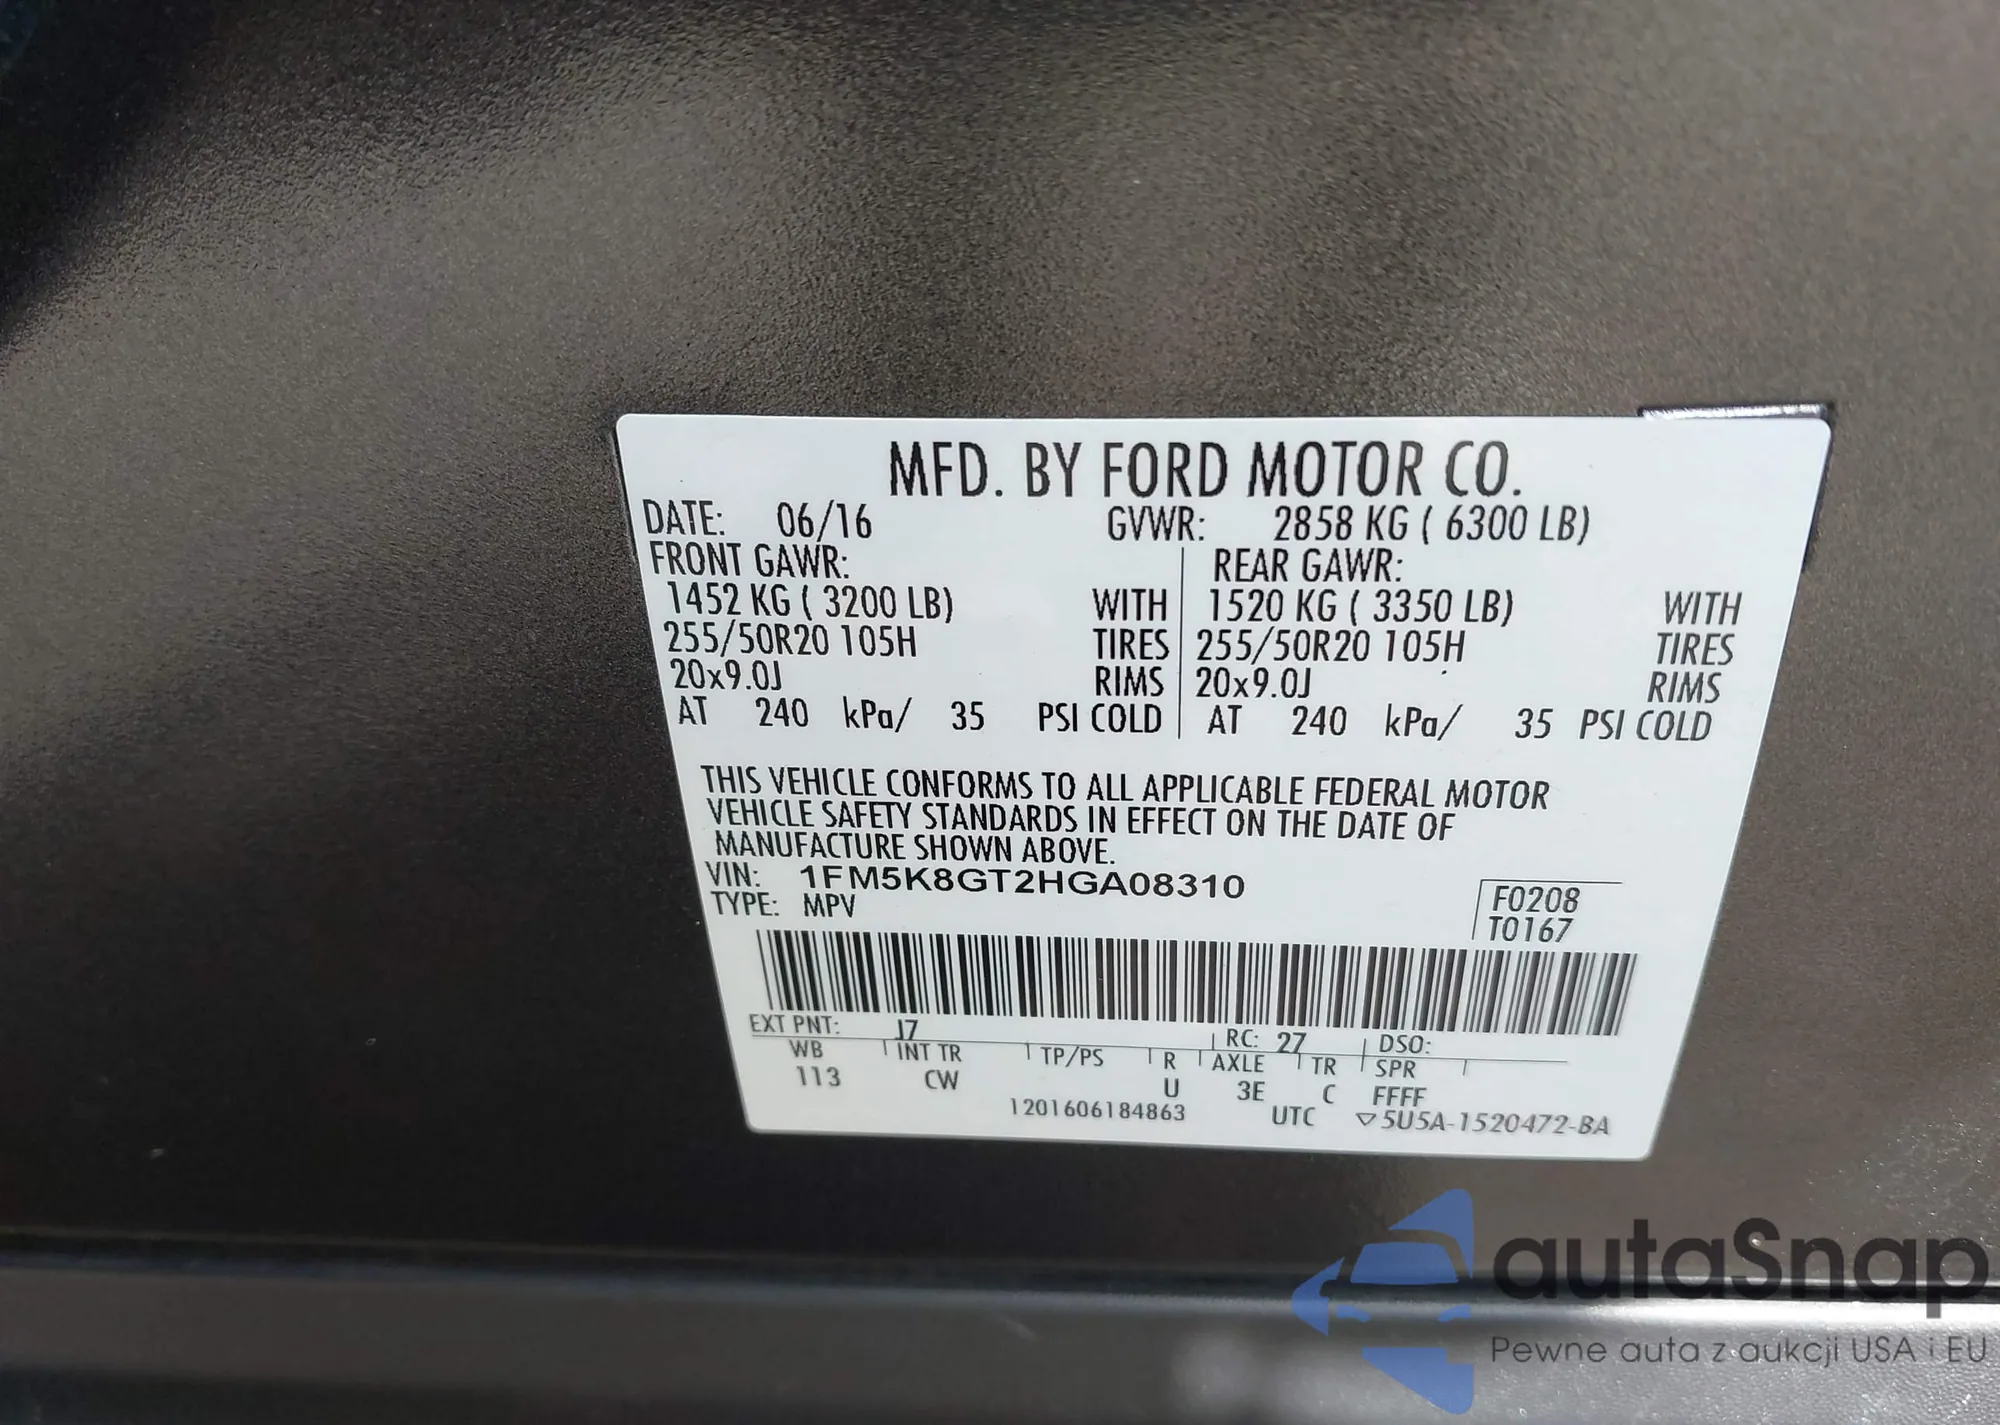 MFD. BY FORD MOTOR CO.
DATE: 06/16 GVWR: 2858 KG ( 6300 LB)
FRONT GAWR: REAR GAWR:
1452 KG ( 3200 LB) WITH 1520 KG ( 3350 LB) WITH
255/50R20 105H TIRES 255/50R20 105H TIRES
20x9.0J RIMS 20x9.0J RIMS
AT 240 kPa/ 35 PSI COLD AT 240 kPa/ 35 PSI COLD
THIS VEHICLE CONFORMS TO ALL APPLICABLE FEDERAL MOTOR
VEHICLE SAFETY STANDARDS IN EFFECT ON THE DATE OF
MANUFACTURE SHOWN ABOVE.
VIN: 1FM5K8GT2HGA08310
TYPE: MPV
F0208
T0167
EXT PNT: J7 RC: 27 DSO:
WB INT TR TP/PS R AXLE TR SPR
113 CW U 3E C FFFF
1201606184863 UTC ▽5U5A-1520472-BA
autaSnap
Pewne auta z aukcji USA i EU